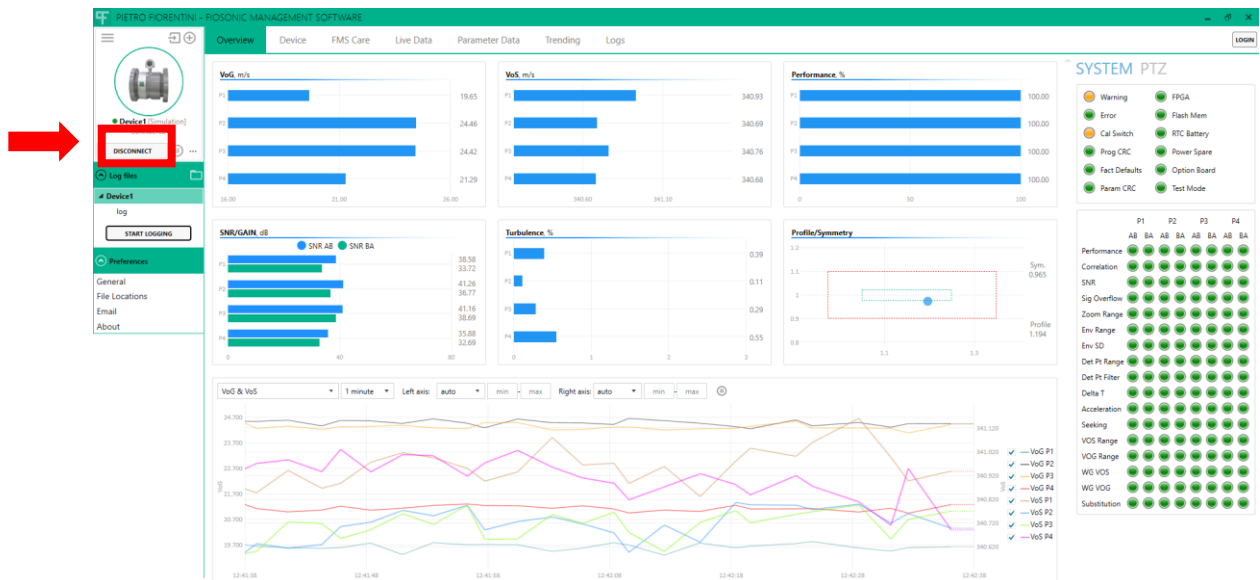 PIETRO FIORENTINI - FIOSONIC MANAGEMENT SOFTWARE
Overview Device FMS Care Live Data Parameter Data Trending Logs
LOGIN
Device1 [Simulation]
DISCONNECT
Log files
Device1
log
START LOGGING
Preferences
General
File Locations
Email
About
VoG, m/s
P1 19.65
P2 24.46
P3 24.42
P4 21.29
16.00 21.00 26.00
VoS, m/s
P1 340.93
P2 340.69
P3 340.76
P4 340.68
340.60 341.10
Performance, %
P1 100.00
P2 100.00
P3 100.00
P4 100.00
0 50 100
SNR/GAIN, dB
SNR AB SNR BA
P1 38.58
33.72
P2 41.26
36.77
P3 41.16
38.69
P4 35.88
32.69
0 40 80
Turbulence, %
P1 0.39
P2 0.11
P3 0.29
P4 0.55
0 1 2 3
Profile/Symmetry
1.2
1.1
1
0.9
0.8
1.1 1.3
Sym.
0.965
Profile
1.194
VoG & VoS 1 minute Left axis: auto min - max Right axis: auto min - max
24.700
23.700
22.700
21.700
20.700
19.700
VoG
341.120
341.020
340.920
340.820
340.720
340.620
VoS
12:41:38 12:41:48 12:41:58 12:42:08 12:42:18 12:42:28 12:42:38
VoG P1
VoG P2
VoG P3
VoG P4
VoS P1
VoS P2
VoS P3
VoS P4
SYSTEM PTZ
Warning FPGA
Error Flash Mem
Cal Switch RTC Battery
Prog CRC Power Spare
Fact Defaults Option Board
Param CRC Test Mode
P1 P2 P3 P4
AB BA AB BA AB BA AB BA
Performance
Correlation
SNR
Sig Overflow
Zoom Range
Env Range
Env SD
Det Pt Range
Det Pt Filter
Delta T
Acceleration
Seeking
VOS Range
VOG Range
WG VOS
WG VOG
Substitution